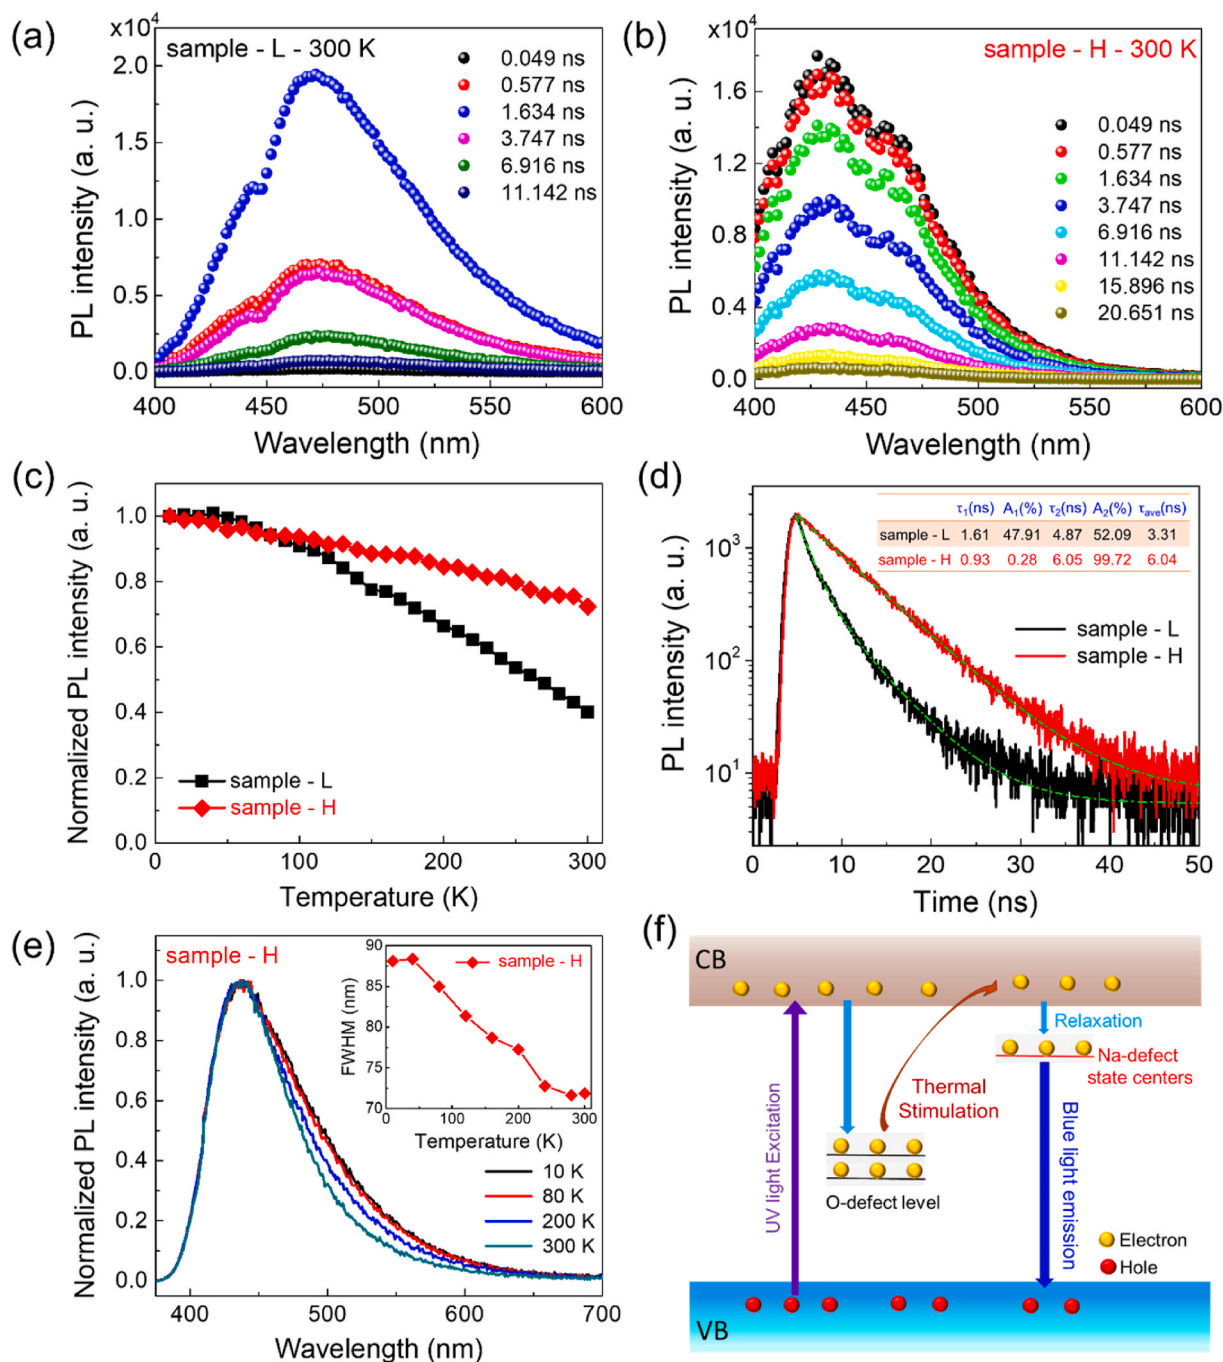 (a)
x10⁴
sample - L - 300 K
2.0
1.5
1.0
0.5
0.0
PL intensity (a. u.)
0.049 ns
0.577 ns
1.634 ns
3.747 ns
6.916 ns
11.142 ns
400 450 500 550 600
Wavelength (nm)
(b)
x10⁴
sample - H - 300 K
1.6
1.2
0.8
0.4
0.0
PL intensity (a. u.)
0.049 ns
0.577 ns
1.634 ns
3.747 ns
6.916 ns
11.142 ns
15.896 ns
20.651 ns
400 450 500 550 600
Wavelength (nm)
(c)
Normalized PL intensity (a. u.)
1.0
0.8
0.6
0.4
0.2
0.0
sample - L
sample - H
0 100 200 300
Temperature (K)
(d)
PL intensity (a. u.)
10³
10²
10¹
τ₁(ns) A₁(%) τ₂(ns) A₂(%) τave(ns)
sample - L 1.61 47.91 4.87 52.09 3.31
sample - H 0.93 0.28 6.05 99.72 6.04
sample - L
sample - H
0 10 20 30 40 50
Time (ns)
(e)
sample - H
Normalized PL intensity (a. u.)
1.0
0.8
0.6
0.4
0.2
0.0
FWHM (nm)
90
85
80
75
70
sample - H
0 100 200 300
Temperature (K)
10 K
80 K
200 K
300 K
400 500 600 700
Wavelength (nm)
(f)
CB
UV light Excitation
Thermal
Stimulation
O-defect level
Relaxation
Na-defect
state centers
Blue light emission
Electron
Hole
VB